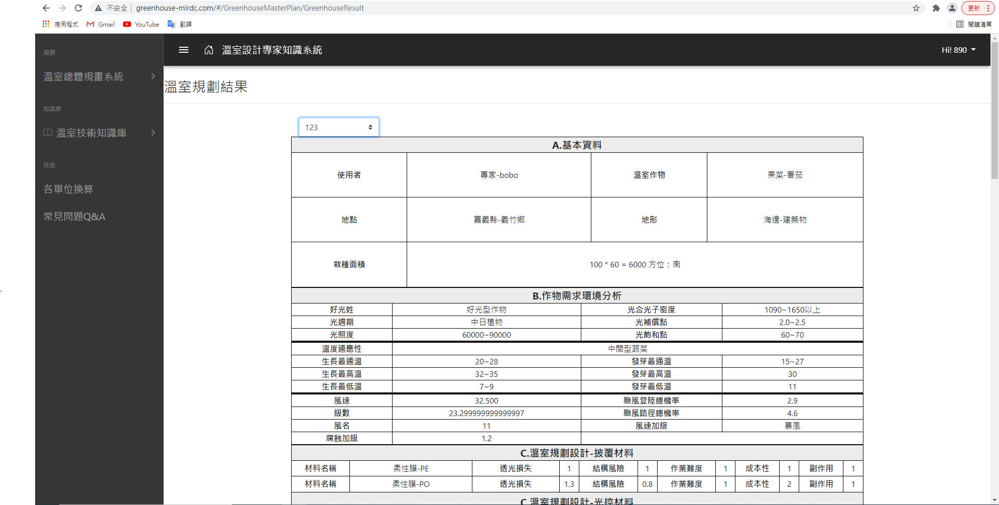 不安全 greenhouse-mirdc.com/#/GreenhouseMasterPlan/GreenhouseResult 更新
應用程式 Gmail YouTube 翻譯 閱讀清單
規劃
溫室總體規畫系統
知識庫
溫室技術知識庫
其他
各單位換算
常見問題Q&A
溫室設計專家知識系統 Hi! 890
溫室規劃結果
123
A.基本資料
使用者 專家-bobo 溫室作物 果菜-番茄
地點 嘉義縣-義竹鄉 地形 海邊-建築物
栽種面積 100 * 60 = 6000 方位：南
B.作物需求環境分析
好光姓 好光型作物 光合光子密度 1090~1650以上
光週期 中日植物 光補償點 2.0~2.5
光照度 60000~90000 光飽和點 60~70
溫度適應性 中間型蔬菜
生長最適溫 20~28 發芽最適溫 15~27
生長最高溫 32~35 發芽最高溫 30
生長最低溫 7~9 發芽最低溫 11
風速 32.500 颱風登陸總機率 2.9
級數 23.299999999999997 颱風路徑總機率 4.6
風名 11 風速加級 暴風
腐蝕加級 1.2
C.溫室規劃設計-披覆材料
材料名稱 柔性膜-PE 透光損失 1 結構風險 1 作業難度 1 成本性 1 副作用 1
材料名稱 柔性膜-PO 透光損失 1.3 結構風險 0.8 作業難度 1 成本性 2 副作用 1
C.溫室規劃設計-光控材料